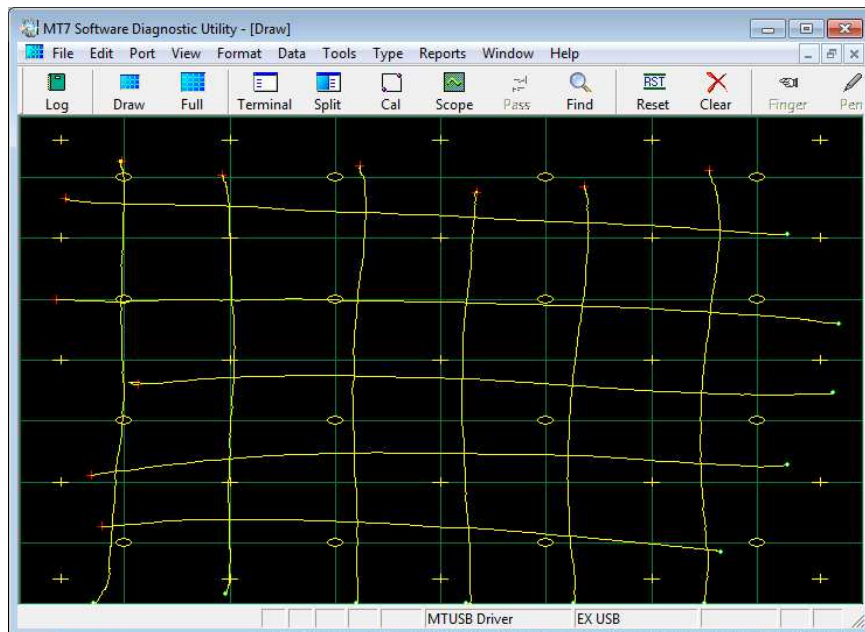 MT7 Software Diagnostic Utility - [Draw]
File Edit Port View Format Data Tools Type Reports Window Help
RST
Log Draw Full Terminal Split Cal Scope Pass Find Reset Clear Finger Pen
MTUSB Driver EX USB